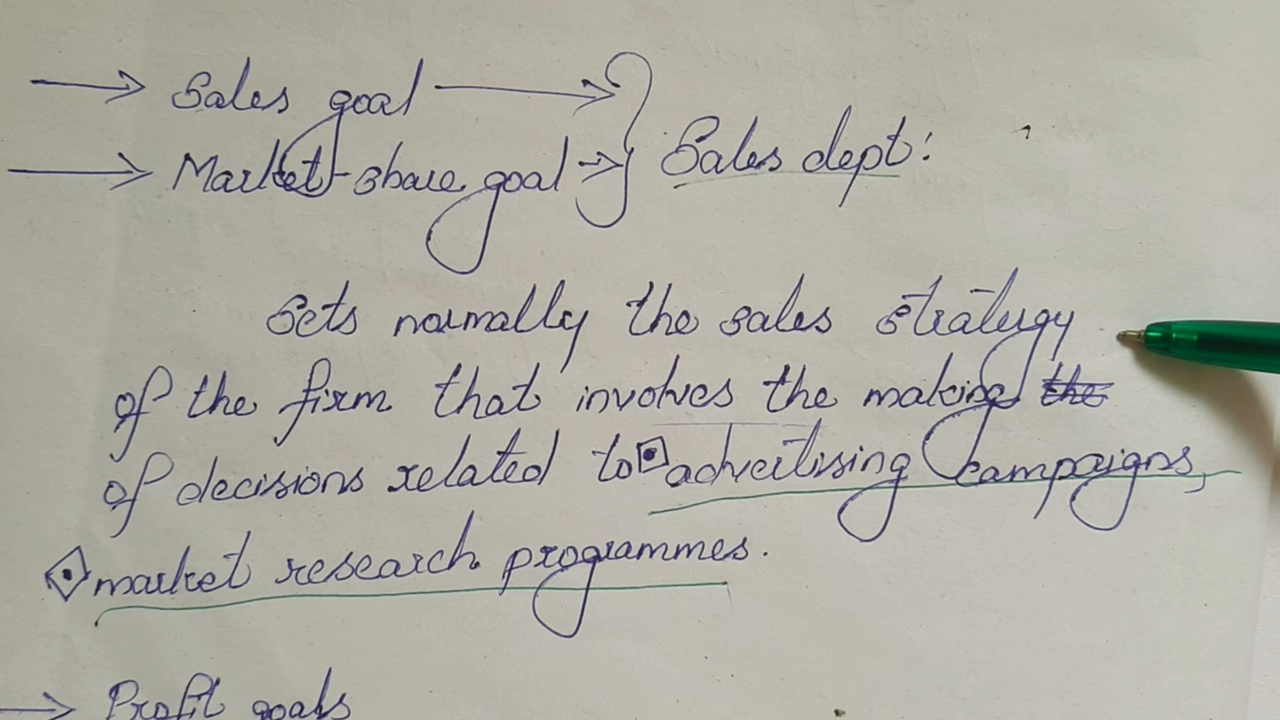 → Sales goal →
→ Market-share goal → } Sales dept:
Sets normally the sales strategy
of the firm that involves the making ~~the~~
of decisions related to advertising campaigns,
market research programmes.
→ Profit goals